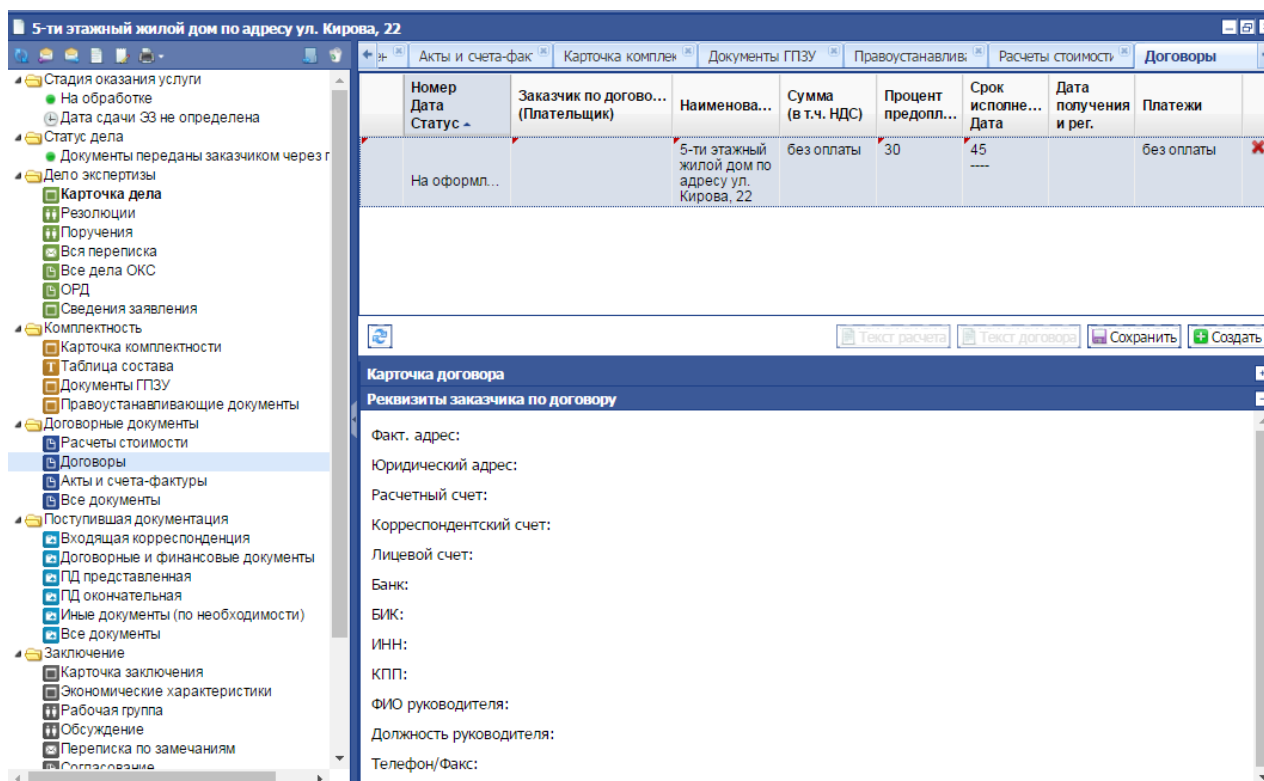 5-ти этажный жилой дом по адресу ул. Кирова, 22
Акты и счета-фак
Карточка комплек
Документы ГПЗУ
Правоустанавлив
Расчеты стоимости
Договоры
Стадия оказания услуги
На обработке
Дата сдачи ЭЗ не определена
Статус дела
Документы переданы заказчиком через г
Дело экспертизы
Карточка дела
Резолюции
Поручения
Вся переписка
Все дела ОКС
ОРД
Сведения заявления
Комплектность
Карточка комплектности
Таблица состава
Документы ГПЗУ
Правоустанавливающие документы
Договорные документы
Расчеты стоимости
Договоры
Акты и счета-фактуры
Все документы
Поступившая документация
Входящая корреспонденция
Договорные и финансовые документы
ПД представленная
ПД окончательная
Иные документы (по необходимости)
Все документы
Заключение
Карточка заключения
Экономические характеристики
Рабочая группа
Обсуждение
Переписка по замечаниям
Согласование
Номер
Дата
Статус
Заказчик по догово...
(Плательщик)
Наименова...
Сумма
(в т.ч. НДС)
Процент
предопл...
Срок
исполне...
Дата
Дата
получения
и рег.
Платежи
На оформл...
5-ти этажный
жилой дом по
адресу ул.
Кирова, 22
без оплаты
30
45
----
без оплаты
Текст расчета
Текст договора
Сохранить
Создать
Карточка договора
Реквизиты заказчика по договору
Факт. адрес:
Юридический адрес:
Расчетный счет:
Корреспондентский счет:
Лицевой счет:
Банк:
БИК:
ИНН:
КПП:
ФИО руководителя:
Должность руководителя:
Телефон/Факс: